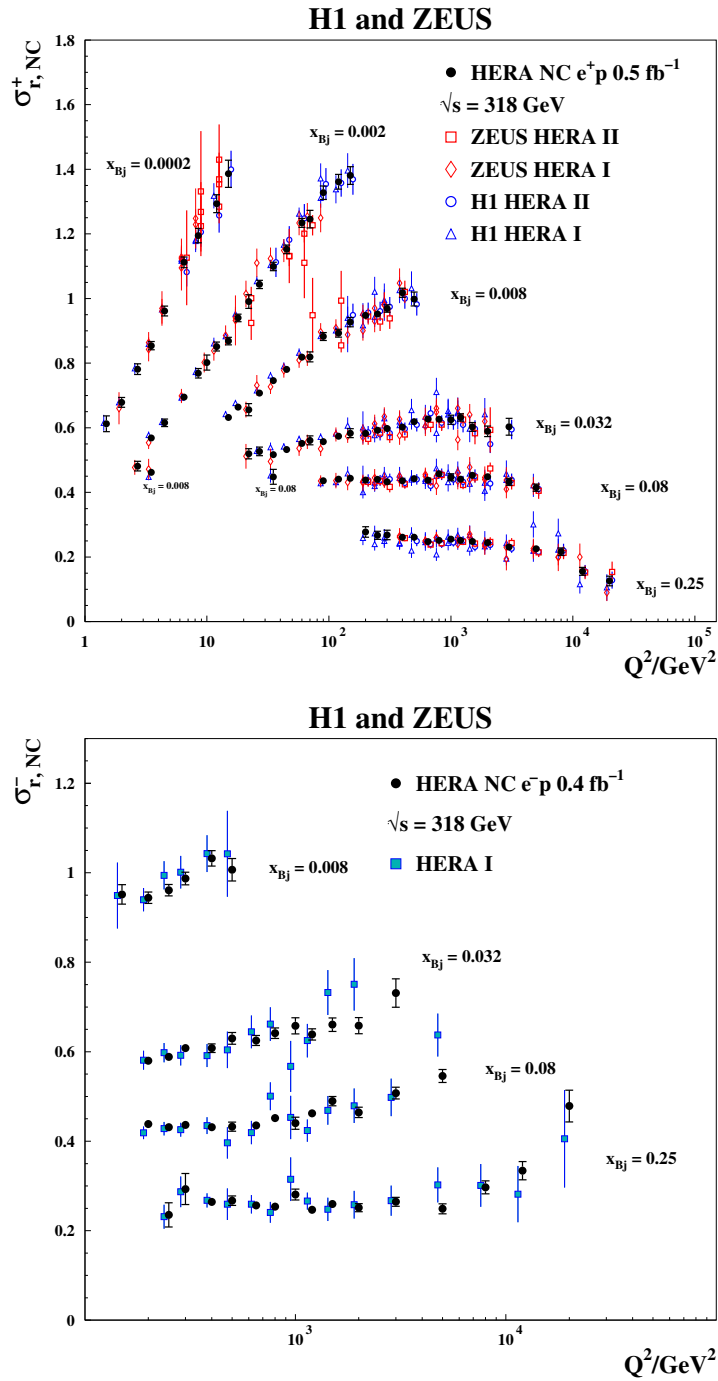 H1 and ZEUS
σ⁺r, NC
1.8
1.6
1.4
1.2
1
0.8
0.6
0.4
0.2
0
HERA NC e⁺p 0.5 fb⁻¹
√s = 318 GeV
ZEUS HERA II
ZEUS HERA I
H1 HERA II
H1 HERA I
xBj = 0.0002
xBj = 0.002
xBj = 0.008
xBj = 0.032
xBj = 0.08
xBj = 0.008
xBj = 0.08
xBj = 0.25
1 10 10² 10³ 10⁴ 10⁵
Q²/GeV²
H1 and ZEUS
σ⁻r, NC
1.2
1
0.8
0.6
0.4
0.2
0
HERA NC e⁻p 0.4 fb⁻¹
√s = 318 GeV
HERA I
xBj = 0.008
xBj = 0.032
xBj = 0.08
xBj = 0.25
10³ 10⁴
Q²/GeV²